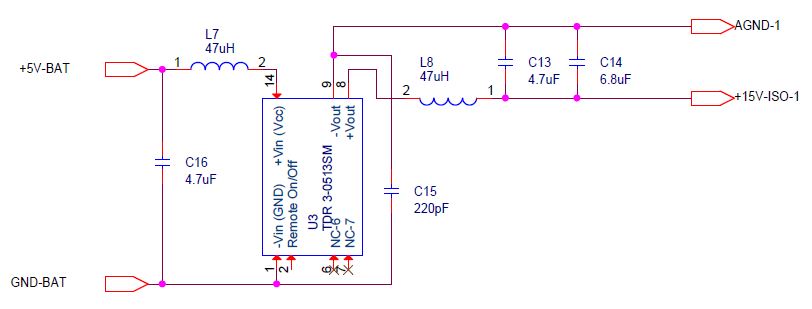 L7
47uH
+5V-BAT
1
2
14
C16
4.7uF
GND-BAT
-Vin (GND)
Remote On/Off
+Vin (Vcc)
U3
TDR 3-0513SM
NC-6
NC-7
-Vout
+Vout
1
2
6
7
9
8
C15
220pF
L8
47uH
2
1
C13
4.7uF
C14
6.8uF
AGND-1
+15V-ISO-1